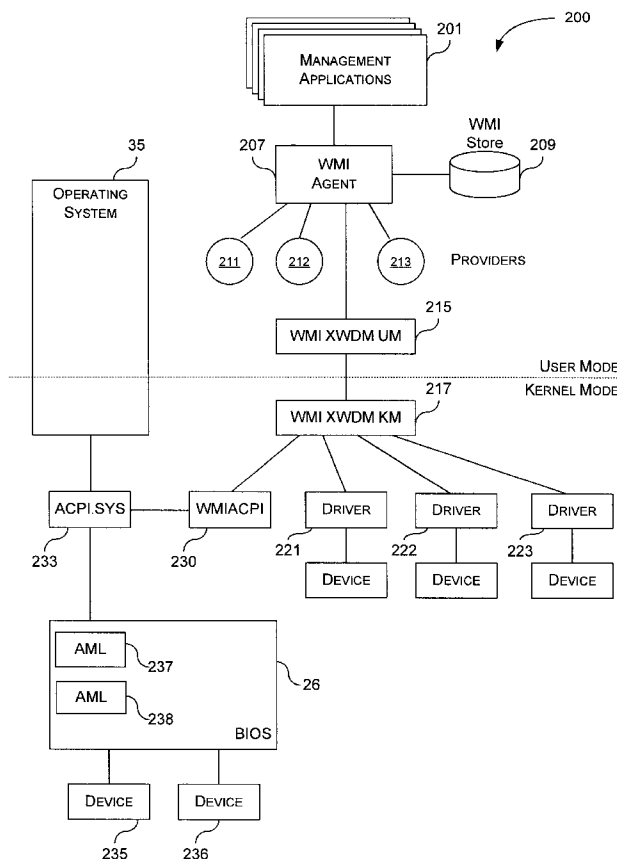 200
201
MANAGEMENT
APPLICATIONS
WMI
STORE
207
209
WMI
AGENT
35
OPERATING
SYSTEM
211
212
213
PROVIDERS
215
WMI XWDM UM
USER MODE
KERNEL MODE
217
WMI XWDM KM
ACPI.SYS
WMIACPI
DRIVER
DRIVER
DRIVER
233
230
221
222
223
DEVICE
DEVICE
DEVICE
AML
237
26
AML
238
BIOS
DEVICE
DEVICE
235
236